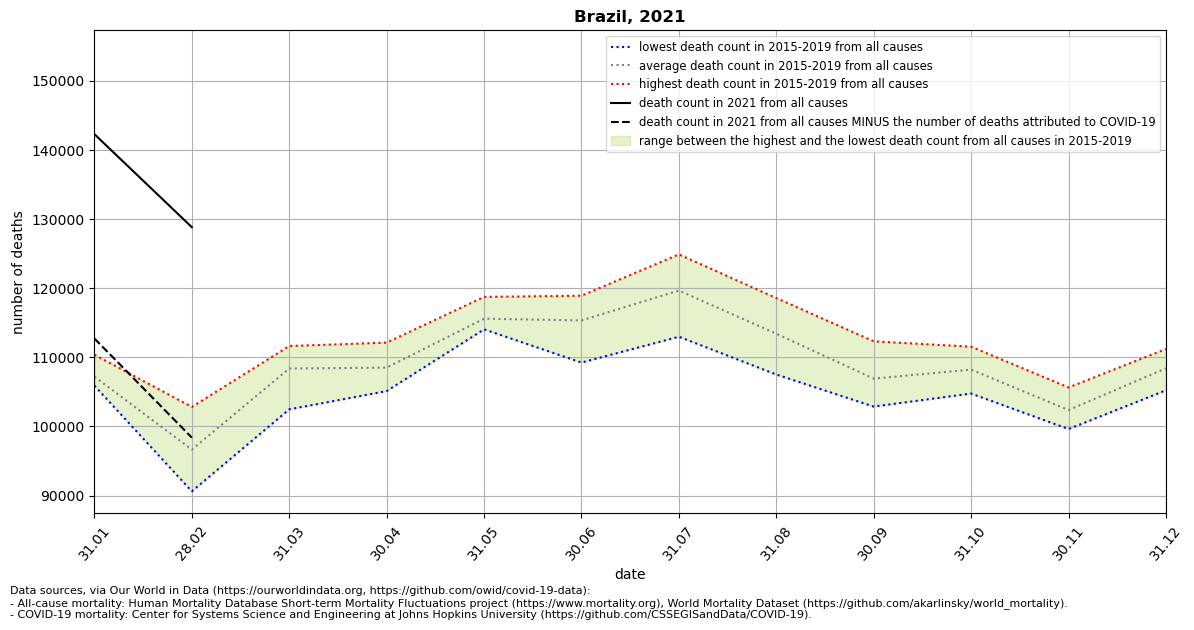 Brazil, 2021
lowest death count in 2015-2019 from all causes
average death count in 2015-2019 from all causes
highest death count in 2015-2019 from all causes
death count in 2021 from all causes
death count in 2021 from all causes MINUS the number of deaths attributed to COVID-19
range between the highest and the lowest death count from all causes in 2015-2019
number of deaths
150000
140000
130000
120000
110000
100000
90000
31.01
28.02
31.03
30.04
31.05
30.06
31.07
31.08
30.09
31.10
30.11
31.12
date
Data sources, via Our World in Data (https://ourworldindata.org, https://github.com/owid/covid-19-data):
- All-cause mortality: Human Mortality Database Short-term Mortality Fluctuations project (https://www.mortality.org), World Mortality Dataset (https://github.com/akarlinsky/world_mortality).
- COVID-19 mortality: Center for Systems Science and Engineering at Johns Hopkins University (https://github.com/CSSEGISandData/COVID-19).